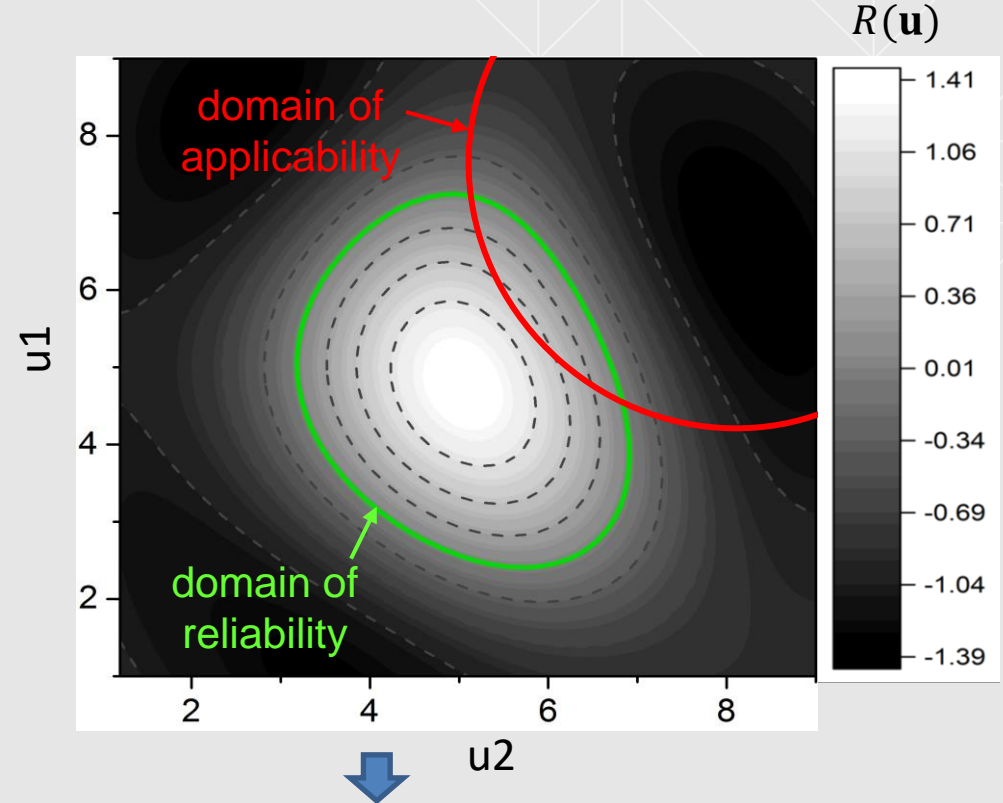 R(u)
domain of
applicability
domain of
reliability
8
6
4
2
u1
2 4 6 8
u2
1.41
1.06
0.71
0.36
0.01
-0.34
-0.69
-1.04
-1.39